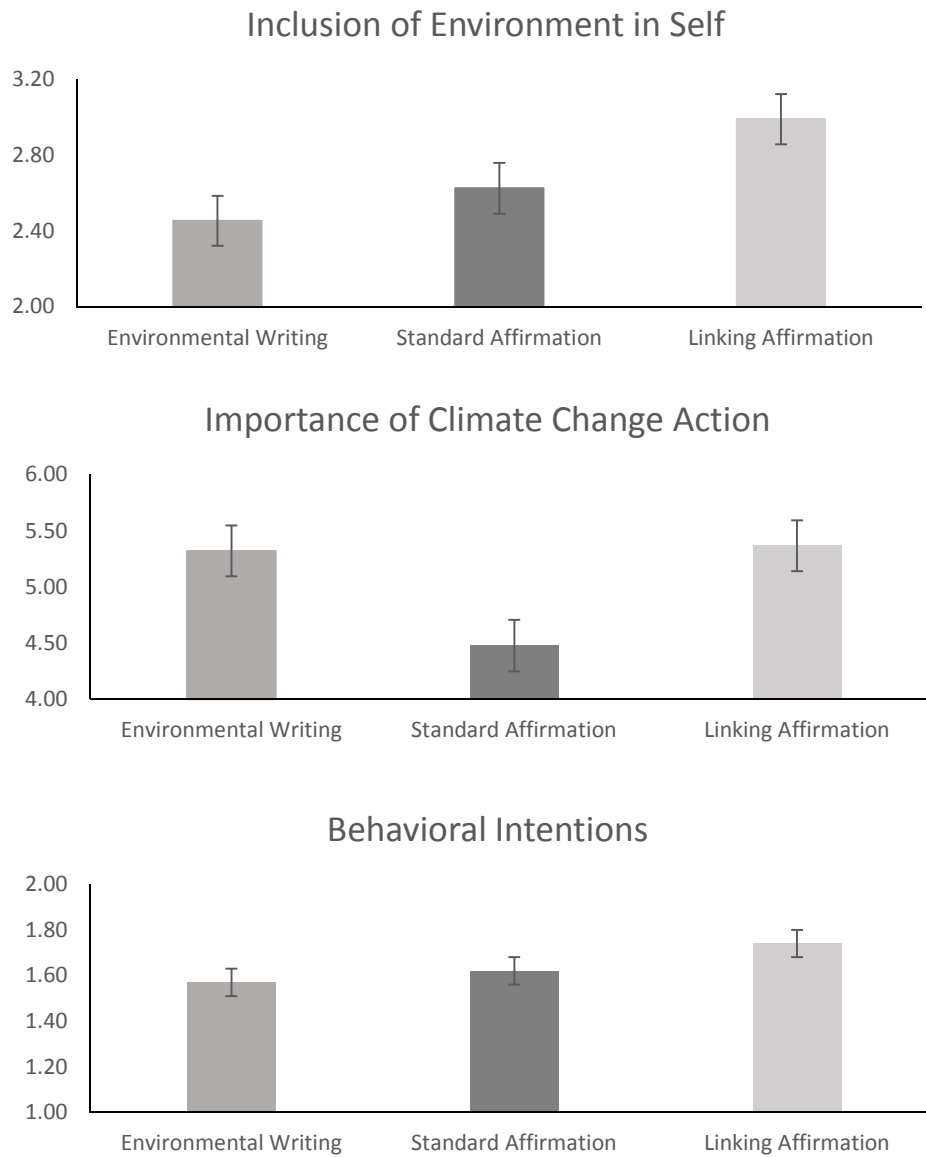 Inclusion of Environment in Self
3.20
2.80
2.40
2.00
Environmental Writing Standard Affirmation Linking Affirmation
Importance of Climate Change Action
6.00
5.50
5.00
4.50
4.00
Environmental Writing Standard Affirmation Linking Affirmation
Behavioral Intentions
2.00
1.80
1.60
1.40
1.20
1.00
Environmental Writing Standard Affirmation Linking Affirmation